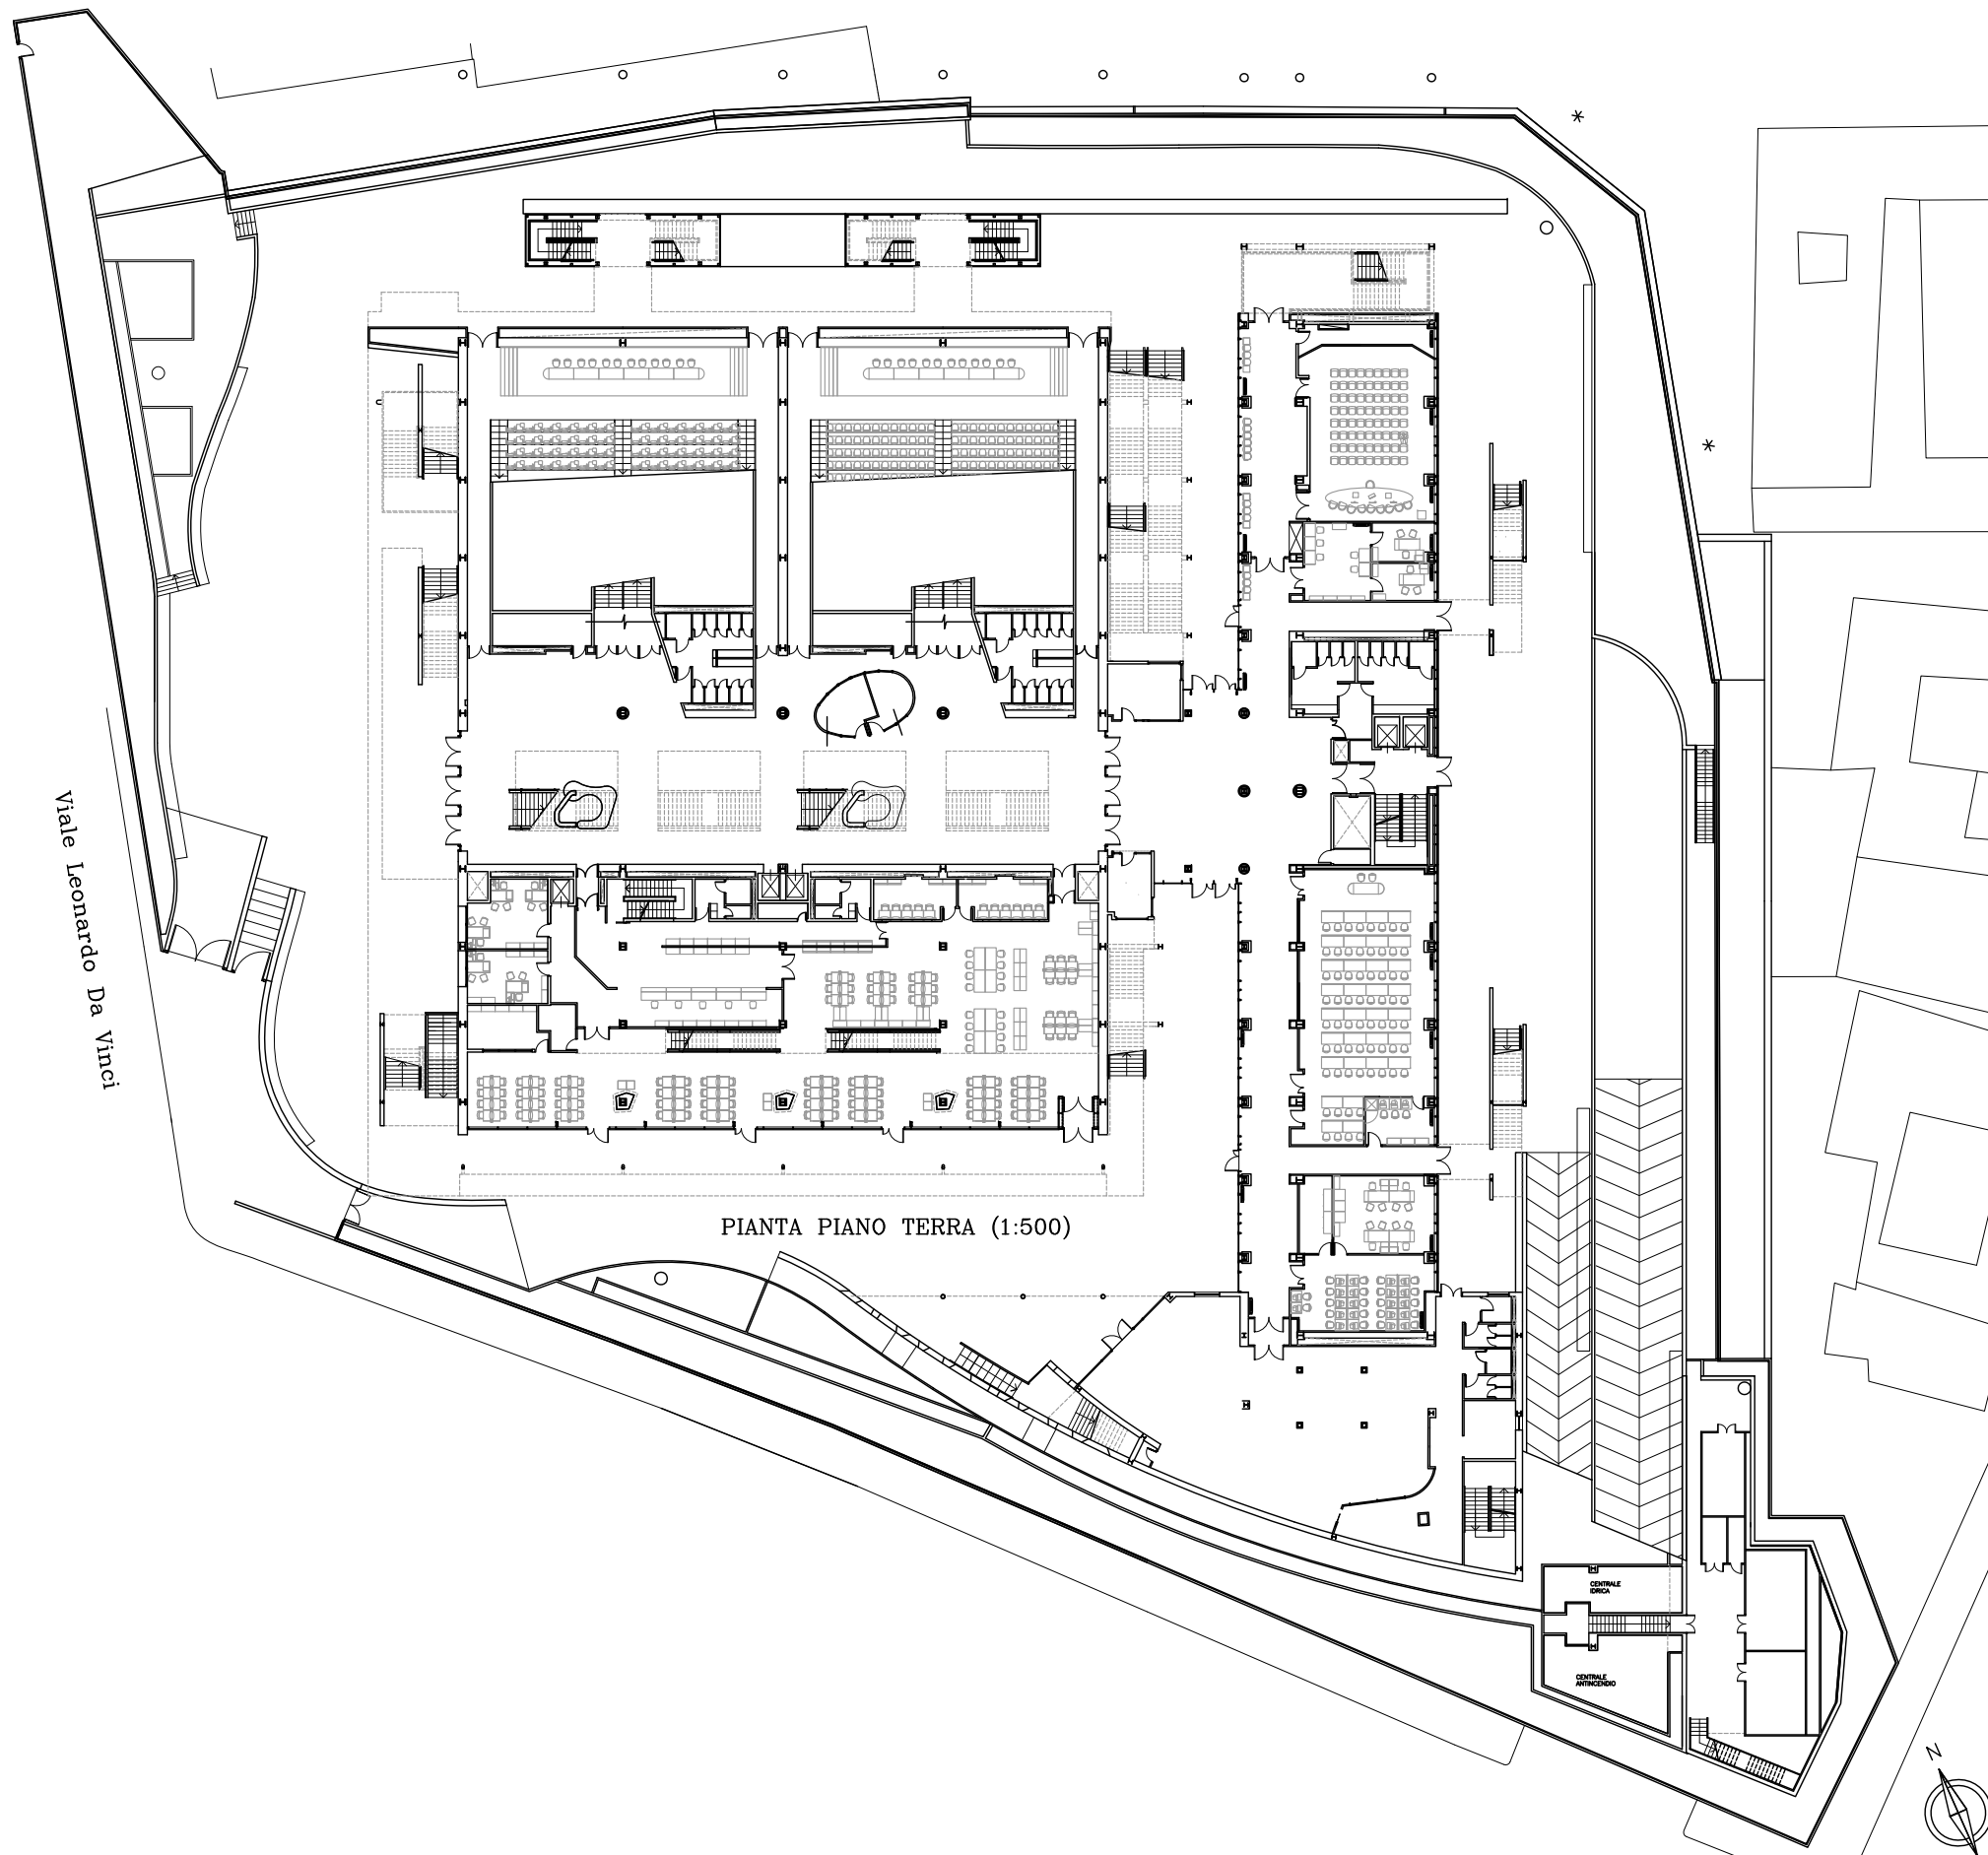 Viale Leonardo Da Vinci
PIANTA PIANO TERRA (1:500)
CENTRALE
IDRICA
CENTRALE
ANTINCENDIO
N